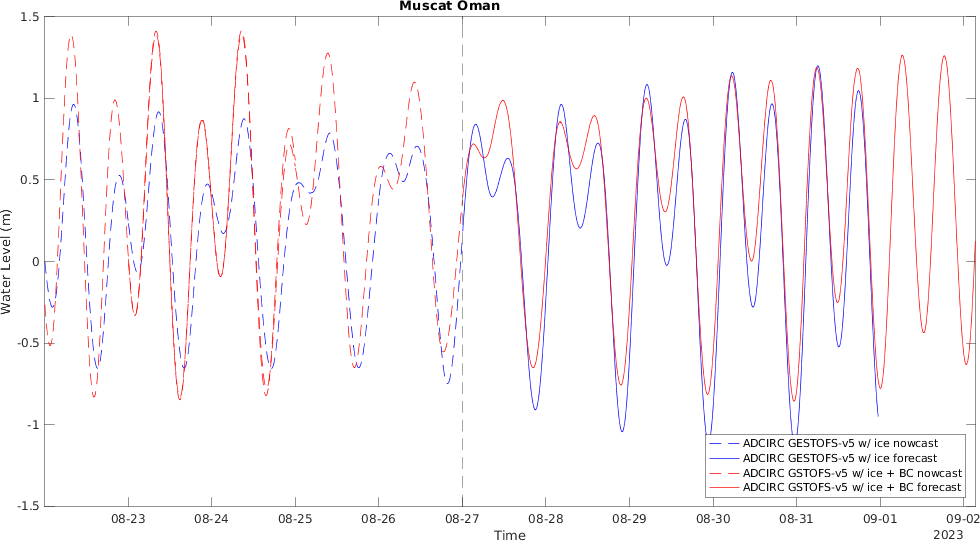 Muscat Oman
1.5
1
0.5
0
-0.5
-1
-1.5
Water Level (m)
08-23 08-24 08-25 08-26 08-27 08-28 08-29 08-30 08-31 09-01 09-02
Time
2023
ADCIRC GESTOFS-v5 w/ ice nowcast
ADCIRC GESTOFS-v5 w/ ice forecast
ADCIRC GSTOFS-v5 w/ ice + BC nowcast
ADCIRC GSTOFS-v5 w/ ice + BC forecast